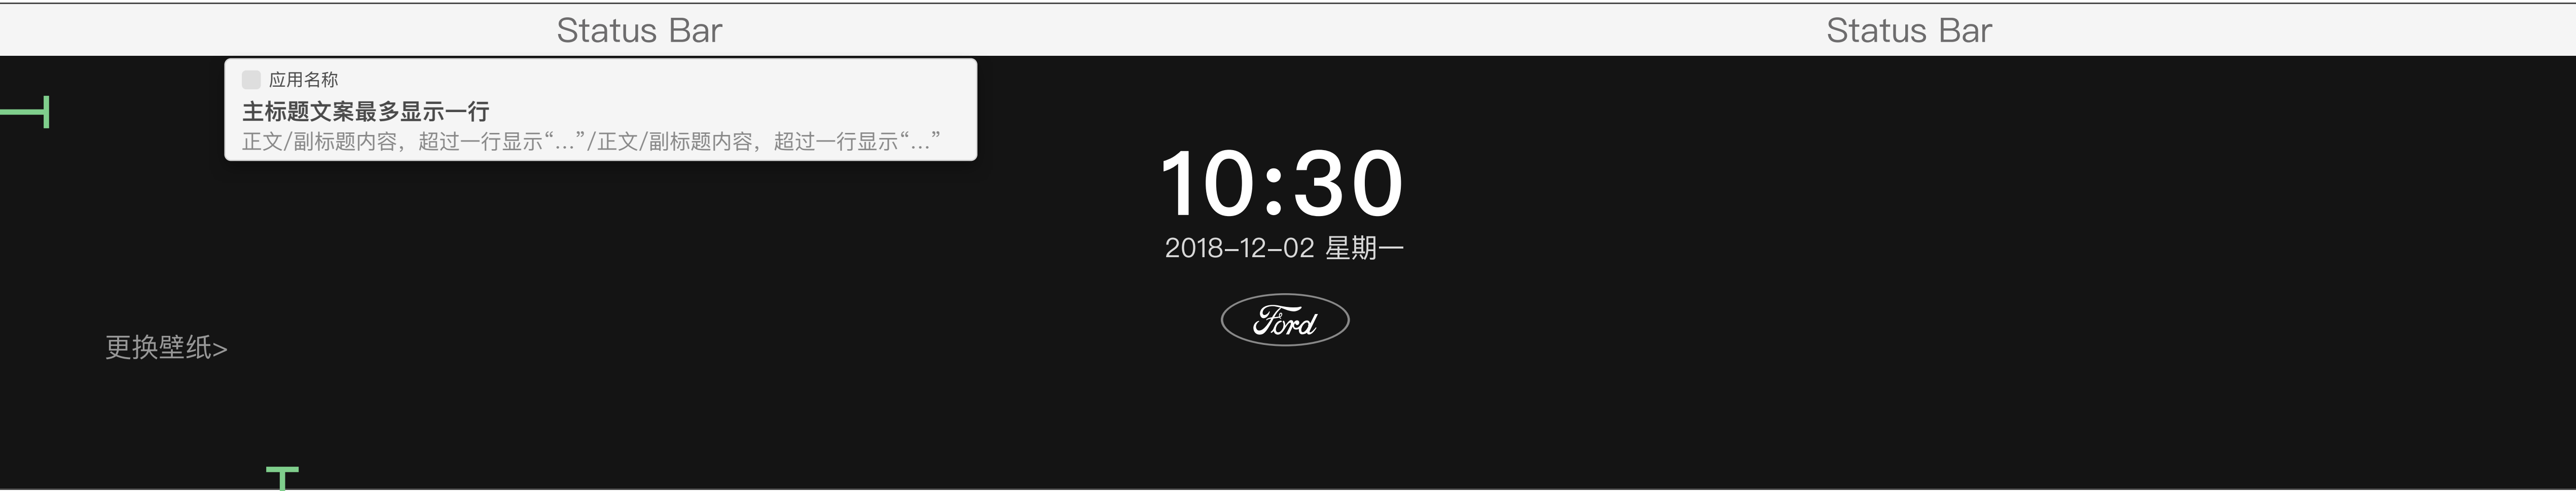 Status Bar
Status Bar
应用名称
主标题文案最多显示一行
正文/副标题内容，超过一行显示“...”/正文/副标题内容，超过一行显示“...”
10:30
2018-12-02 星期一
Ford
更换壁纸>